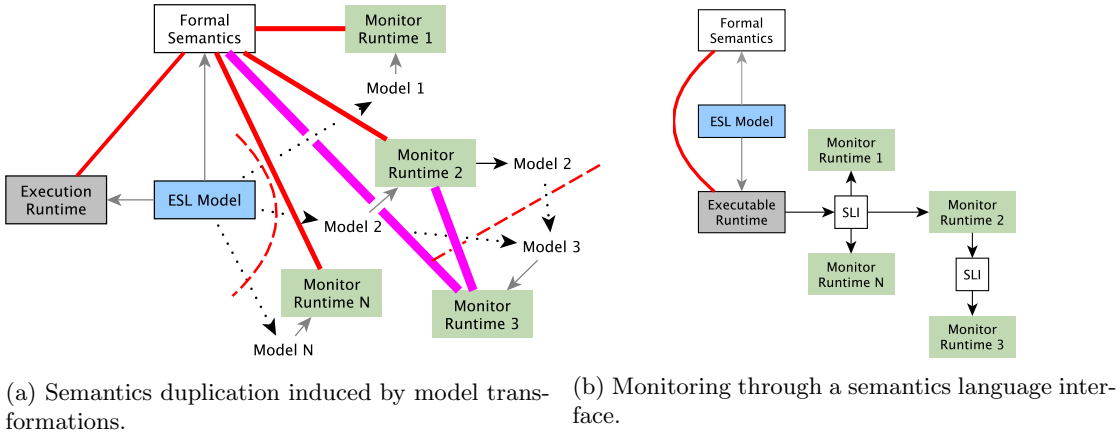 Formal
Semantics
Monitor
Runtime 1
Model 1
Monitor
Runtime 2
Model 2
Execution
Runtime
ESL Model
Model 2
Model 3
Monitor
Runtime N
Monitor
Runtime 3
Model N
(a) Semantics duplication induced by model trans-
formations.
Formal
Semantics
ESL Model
Monitor
Runtime 1
Executable
Runtime
SLI
Monitor
Runtime 2
Monitor
Runtime N
SLI
Monitor
Runtime 3
(b) Monitoring through a semantics language inter-
face.